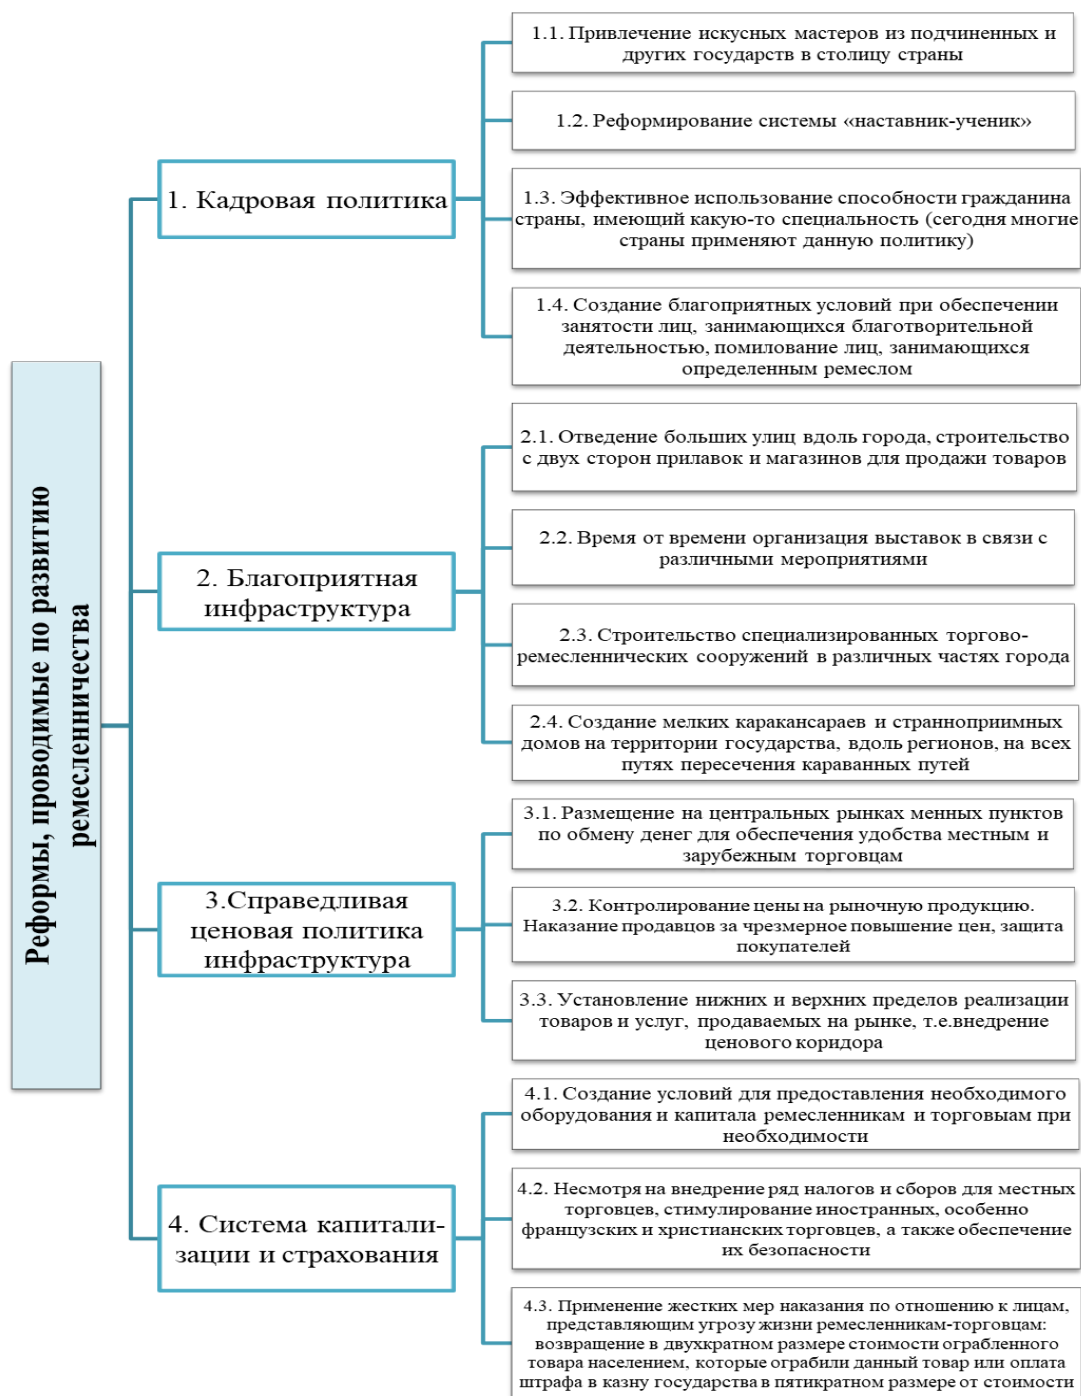 Реформы, проводимые по развитию
ремесленничества
1. Кадровая политика
1.1. Привлечение искусных мастеров из подчиненных и
других государств в столицу страны
1.2. Реформирование системы «наставник-ученик»
1.3. Эффективное использование способности гражданина
страны, имеющий какую-то специальность (сегодня многие
страны применяют данную политику)
1.4. Создание благоприятных условий при обеспечении
занятости лиц, занимающихся благотворительной
деятельностью, помилование лиц, занимающихся
определенным ремеслом
2. Благоприятная
инфраструктура
2.1. Отведение больших улиц вдоль города, строительство
с двух сторон прилавок и магазинов для продажи товаров
2.2. Время от времени организация выставок в связи с
различными мероприятиями
2.3. Строительство специализированных торгово-
ремесленнических сооружений в различных частях города
2.4. Создание мелких каракансараев и странноприимных
домов на территории государства, вдоль регионов, на всех
путях пересечения караванных путей
3.Справедливая
ценовая политика
инфраструктура
3.1. Размещение на центральных рынках менных пунктов
по обмену денег для обеспечения удобства местным и
зарубежным торговцам
3.2. Контролирование цены на рыночную продукцию.
Наказание продавцов за чрезмерное повышение цен, защита
покупателей
3.3. Установление нижних и верхних пределов реализации
товаров и услуг, продаваемых на рынке, т.е.внедрение
ценового коридора
4. Система капитали-
зации и страхования
4.1. Создание условий для предоставления необходимого
оборудования и капитала ремесленникам и торговыам при
необходимости
4.2. Несмотря на внедрение ряд налогов и сборов для местных
торговцев, стимулирование иностранных, особенно
французских и христианских торговцев, а также обеспечение
их безопасности
4.3. Применение жестких мер наказания по отношению к лицам,
представляющим угрозу жизни ремесленникам-торговцам:
возвращение в двухкратном размере стоимости ограбленного
товара населением, которые ограбили данный товар или оплата
штрафа в казну государства в пятикратном размере от стоимости